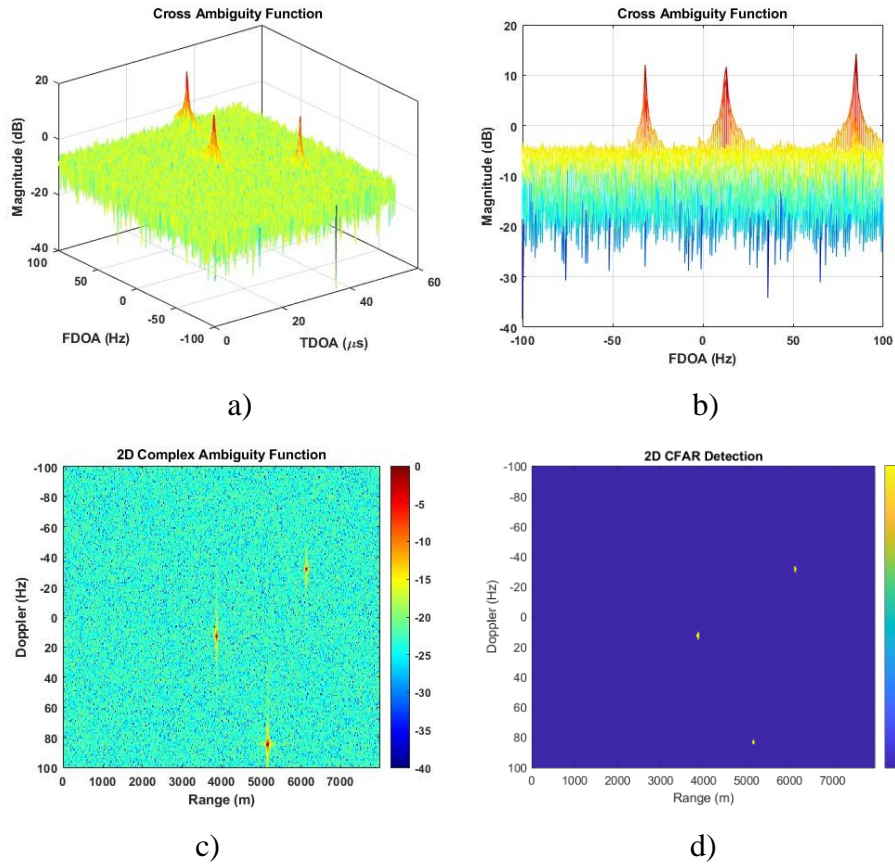 Cross Ambiguity Function
20
0
-20
-40
Magnitude (dB)
100
50
0
-50
-100
FDOA (Hz)
0
20
40
60
TDOA (μs)
a)
Cross Ambiguity Function
20
10
0
-10
-20
-30
-40
Magnitude (dB)
-100
-50
0
50
100
FDOA (Hz)
b)
2D Complex Ambiguity Function
-100
-80
-60
-40
-20
0
20
40
60
80
100
Doppler (Hz)
0 1000 2000 3000 4000 5000 6000 7000
Range (m)
0
-5
-10
-15
-20
-25
-30
-35
-40
c)
2D CFAR Detection
-100
-80
-60
-40
-20
0
20
40
60
80
100
Doppler (Hz)
0 1000 2000 3000 4000 5000 6000 7000
Range (m)
d)